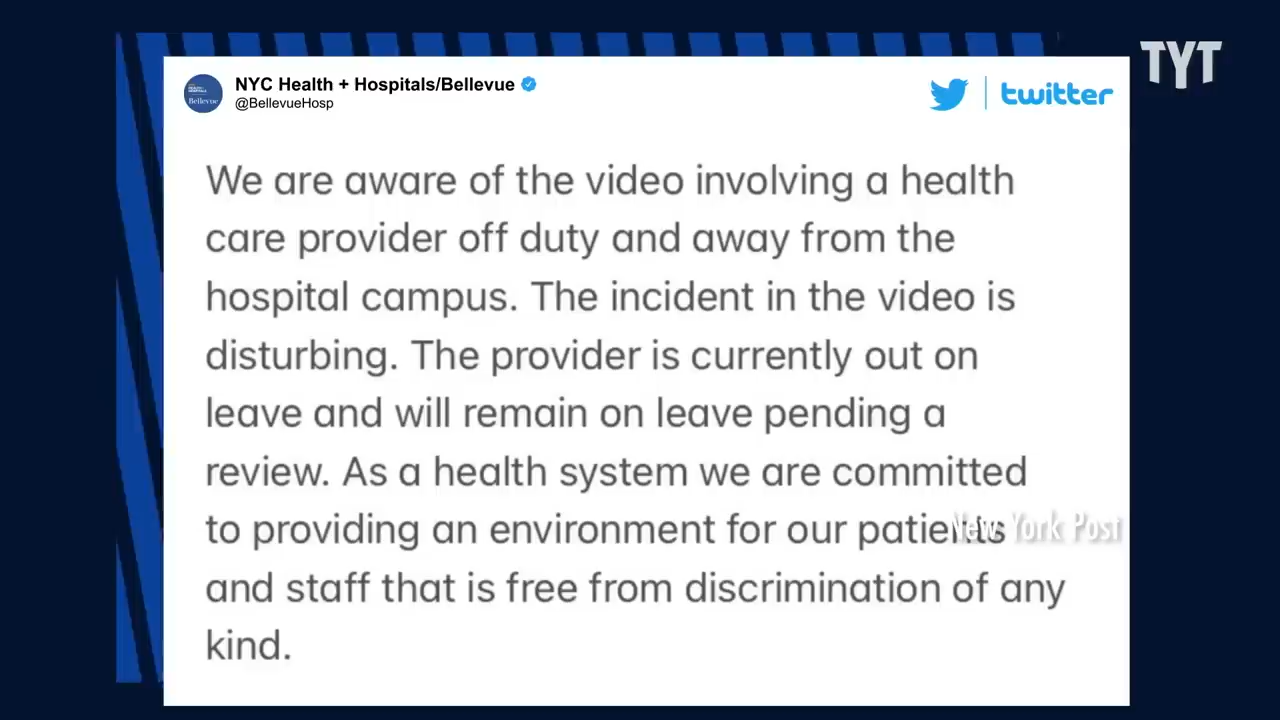 TYT
NYC Health + Hospitals/Bellevue
@BellevueHosp
Bellevue
twitter
We are aware of the video involving a health
care provider off duty and away from the
hospital campus. The incident in the video is
disturbing. The provider is currently out on
leave and will remain on leave pending a
review. As a health system we are committed
to providing an environment for our patients
New York Post
and staff that is free from discrimination of any
kind.